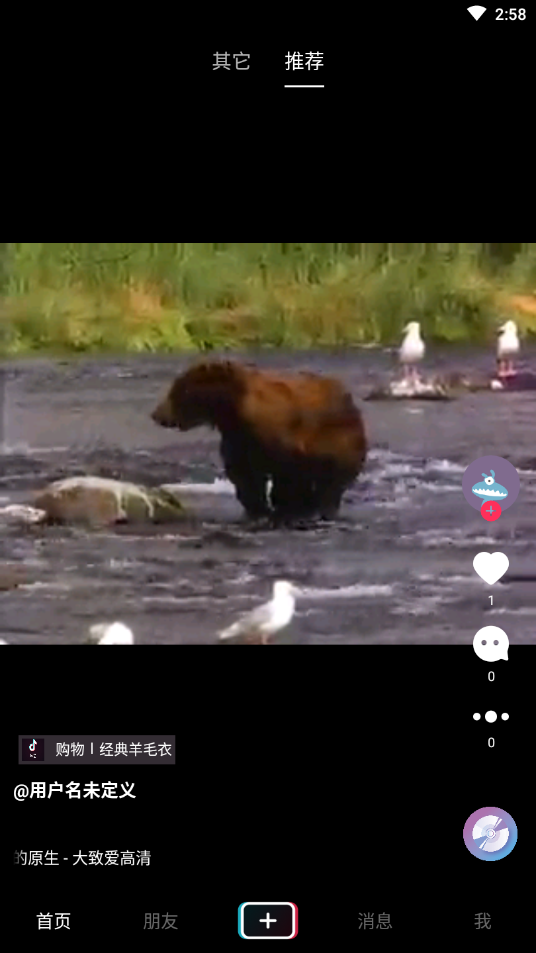 2:58
其它 推荐
1
0
0
购物 | 经典羊毛衣
@用户名未定义
的原生 - 大致爱高清
首页 朋友 消息 我